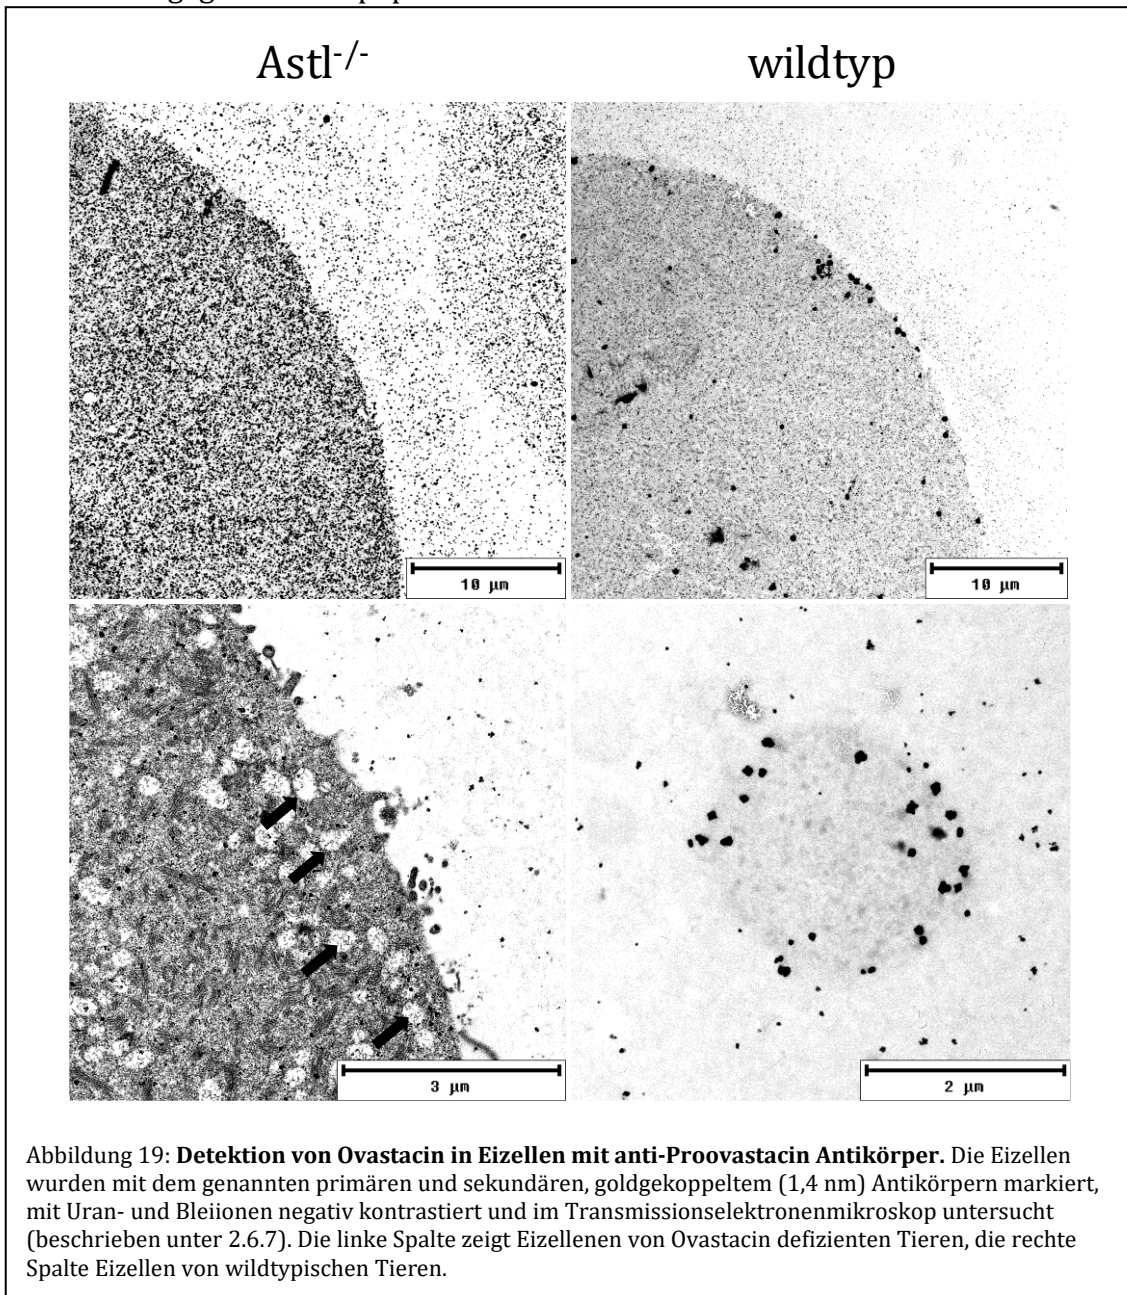 Astl-/-
wildtyp
10 µm
10 µm
3 µm
2 µm
Abbildung 19: Detektion von Ovastacin in Eizellen mit anti-Proovastacin Antikörper. Die Eizellen
wurden mit dem genannten primären und sekundären, goldgekoppeltem (1,4 nm) Antikörpern markiert,
mit Uran- und Bleiionen negativ kontrastiert und im Transmissionselektronenmikroskop untersucht
(beschrieben unter 2.6.7). Die linke Spalte zeigt Eizellenen von Ovastacin defizienten Tieren, die rechte
Spalte Eizellen von wildtypischen Tieren.